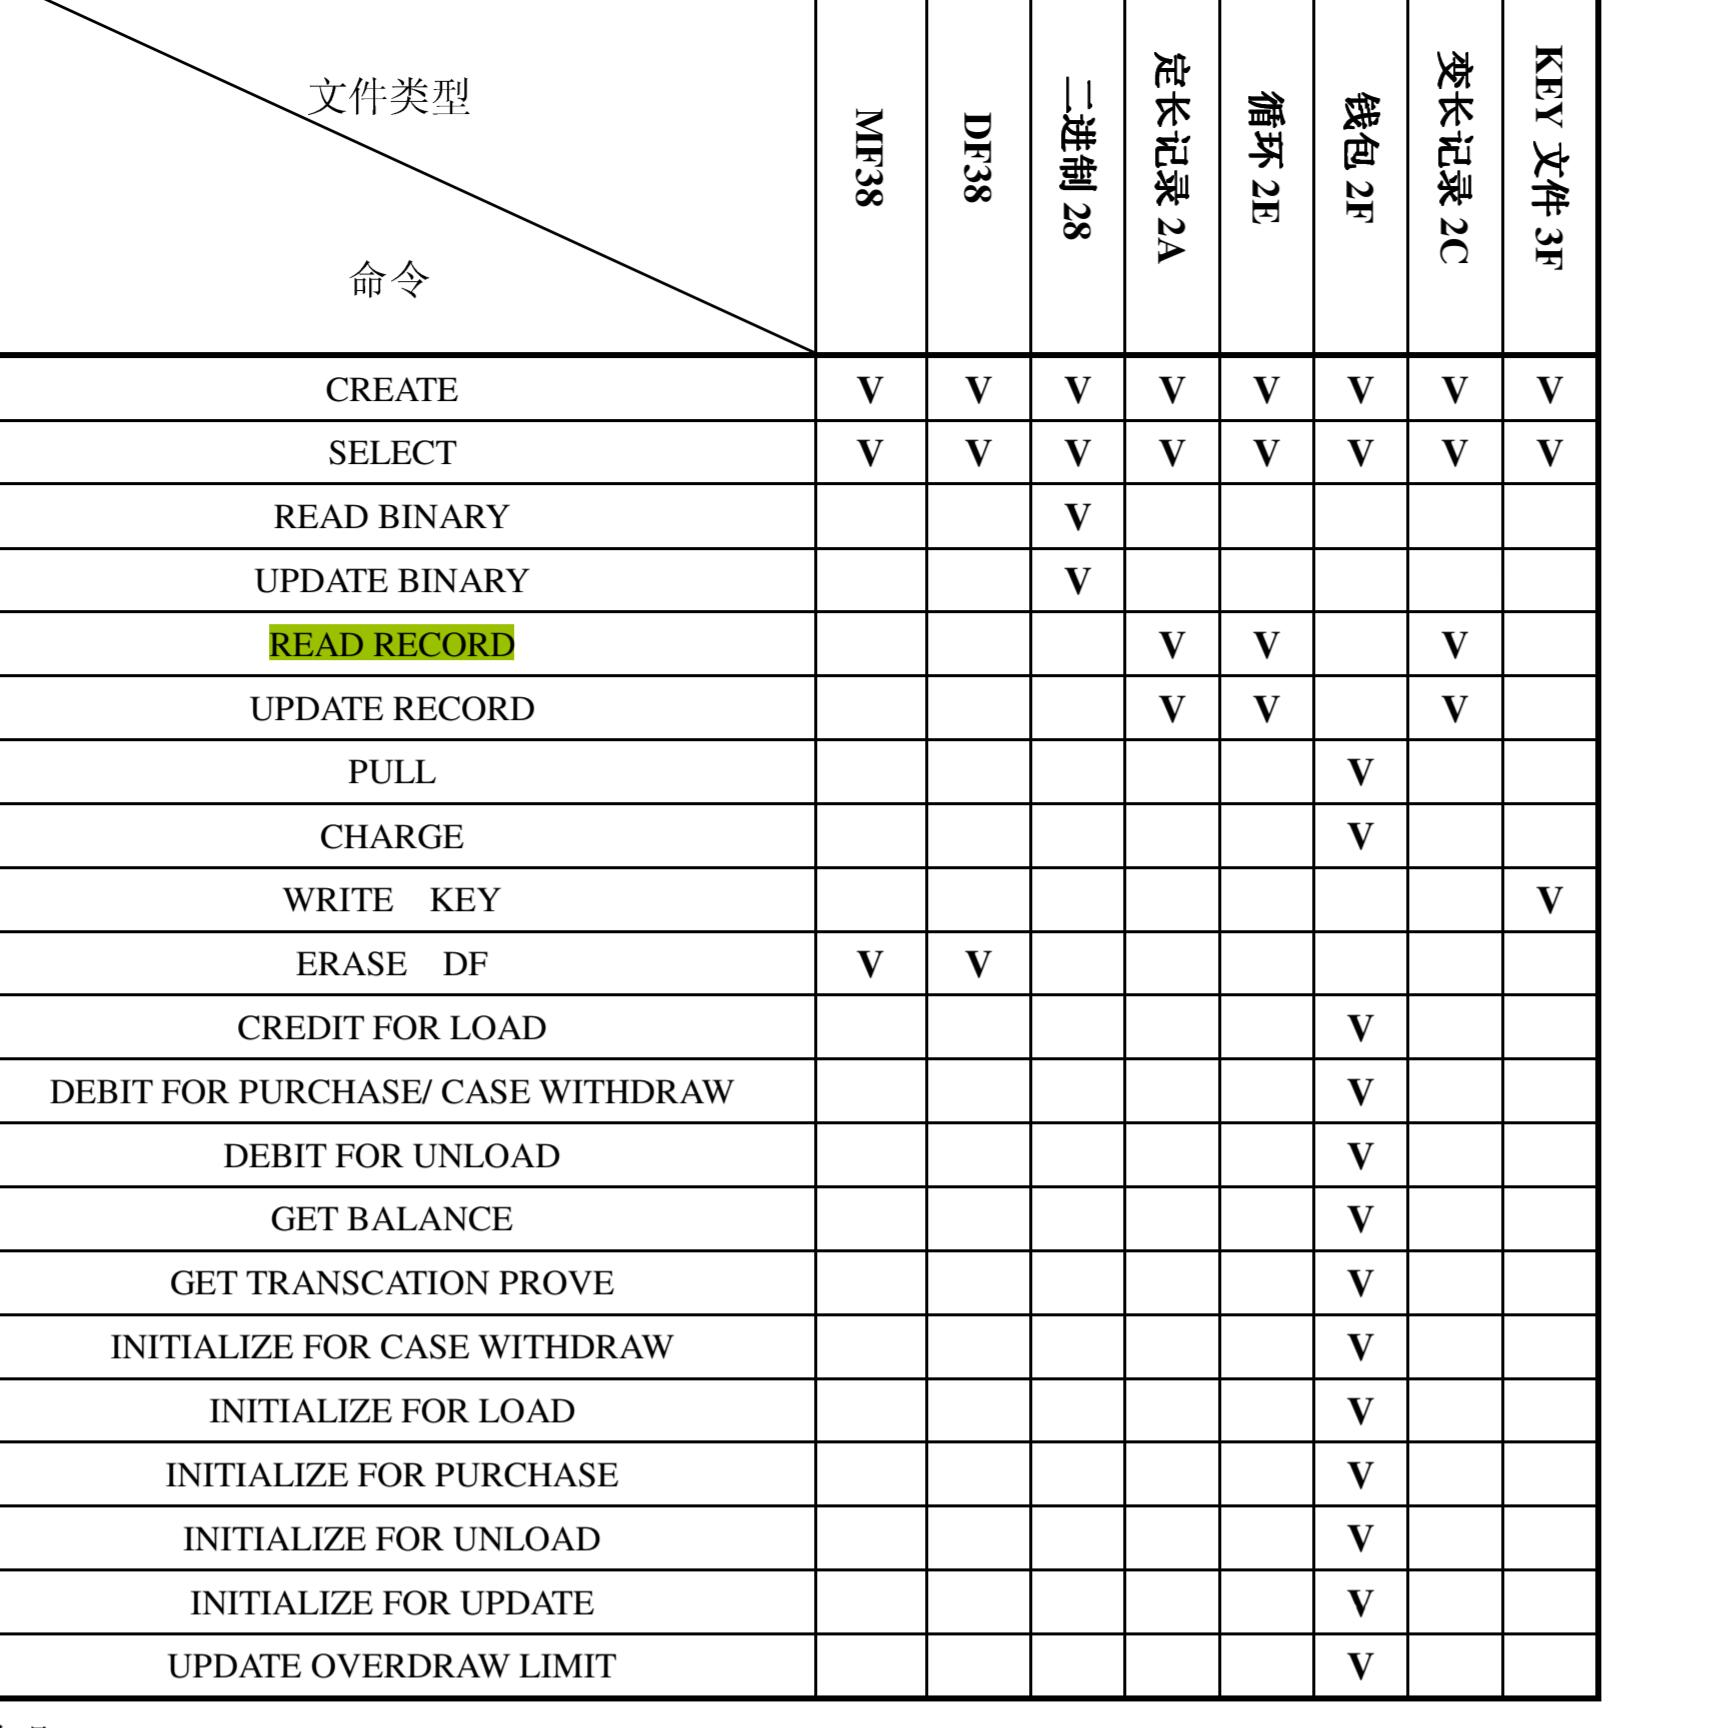 文件类型
命令
MF38
DF38
二进制 28
定长记录 2A
循环 2E
钱包 2F
变长记录 2C
KEY 文件 3F
CREATE V V V V V V V V
SELECT V V V V V V V V
READ BINARY V
UPDATE BINARY V
READ RECORD V V V
UPDATE RECORD V V V
PULL V
CHARGE V
WRITE KEY V
ERASE DF V V
CREDIT FOR LOAD V
DEBIT FOR PURCHASE/ CASE WITHDRAW V
DEBIT FOR UNLOAD V
GET BALANCE V
GET TRANSCATION PROVE V
INITIALIZE FOR CASE WITHDRAW V
INITIALIZE FOR LOAD V
INITIALIZE FOR PURCHASE V
INITIALIZE FOR UNLOAD V
INITIALIZE FOR UPDATE V
UPDATE OVERDRAW LIMIT V